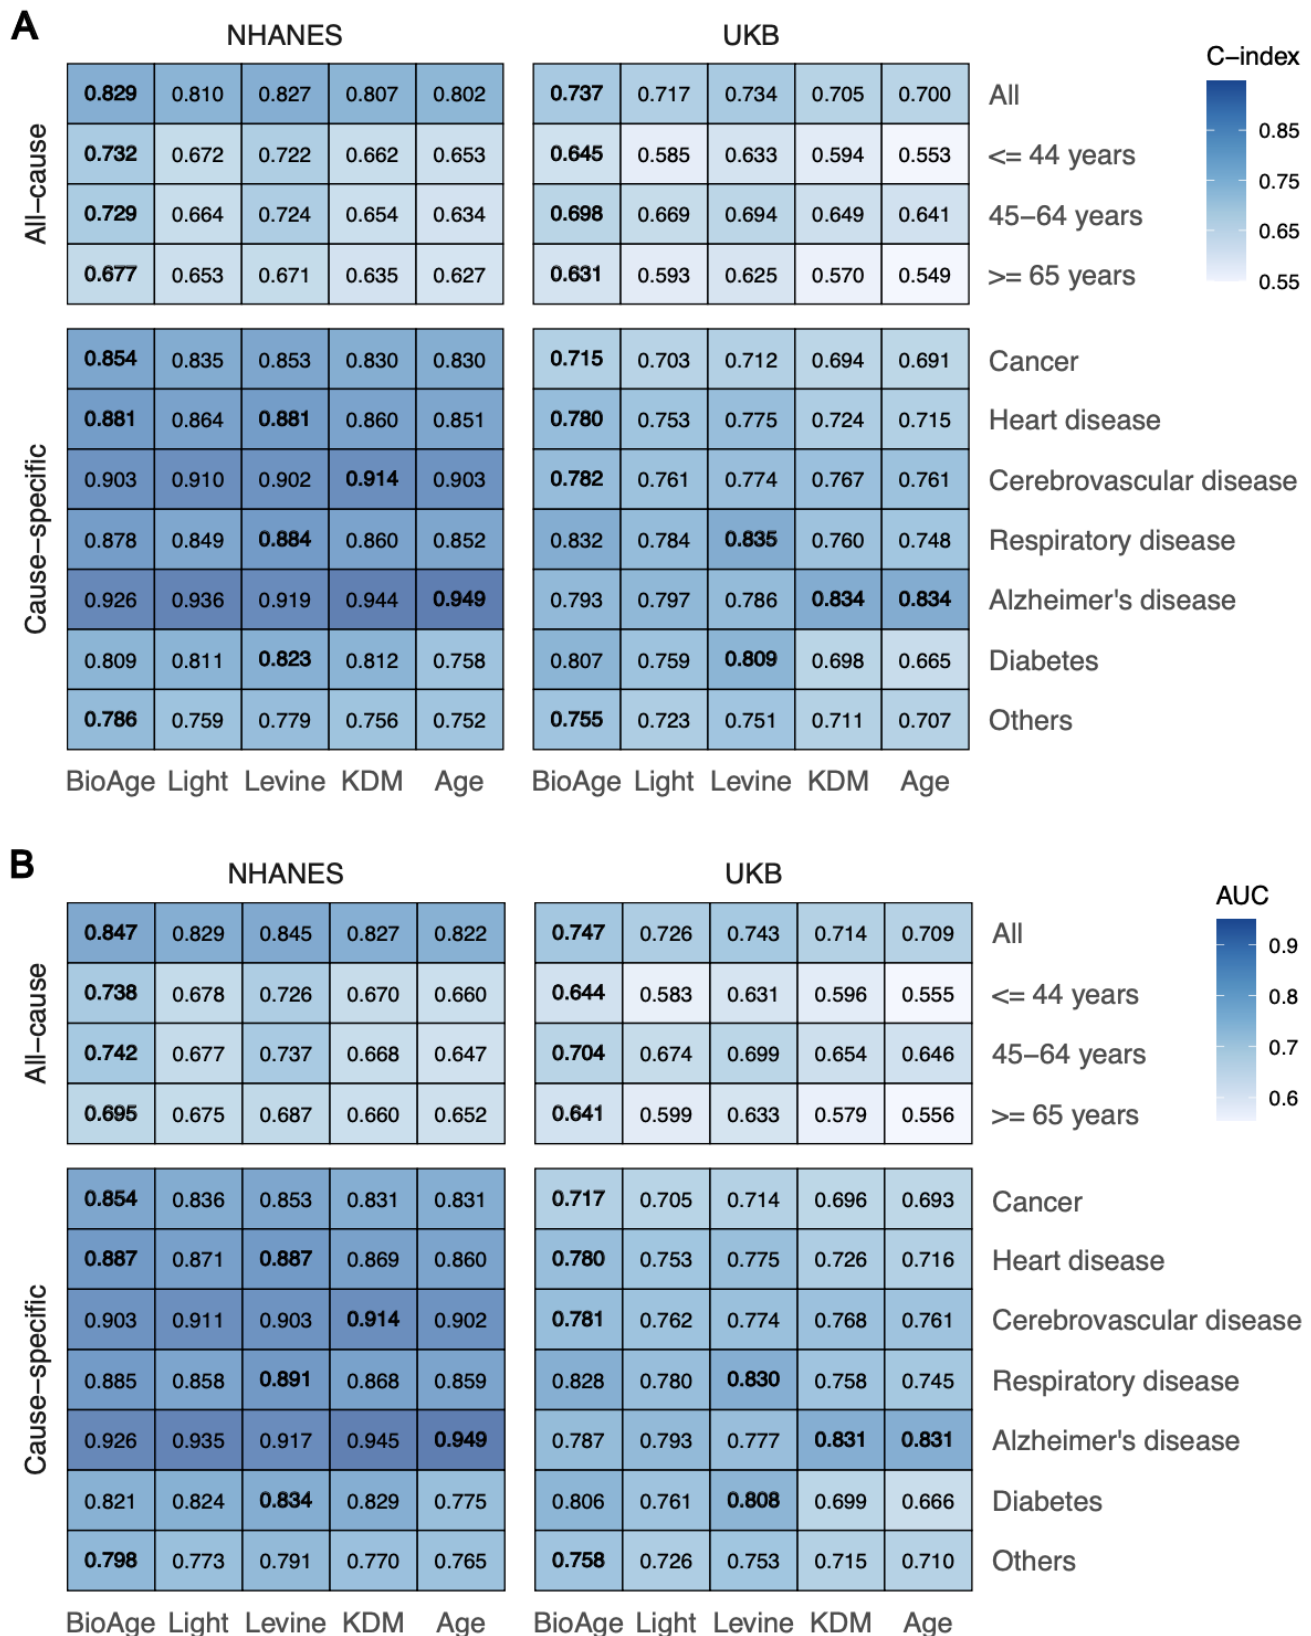 A
NHANES UKB
C-index
0.85
0.75
0.65
0.55
All-cause
0.829 0.810 0.827 0.807 0.802 0.737 0.717 0.734 0.705 0.700 All
0.732 0.672 0.722 0.662 0.653 0.645 0.585 0.633 0.594 0.553 <= 44 years
0.729 0.664 0.724 0.654 0.634 0.698 0.669 0.694 0.649 0.641 45-64 years
0.677 0.653 0.671 0.635 0.627 0.631 0.593 0.625 0.570 0.549 >= 65 years
Cause-specific
0.854 0.835 0.853 0.830 0.830 0.715 0.703 0.712 0.694 0.691 Cancer
0.881 0.864 0.881 0.860 0.851 0.780 0.753 0.775 0.724 0.715 Heart disease
0.903 0.910 0.902 0.914 0.903 0.782 0.761 0.774 0.767 0.761 Cerebrovascular disease
0.878 0.849 0.884 0.860 0.852 0.832 0.784 0.835 0.760 0.748 Respiratory disease
0.926 0.936 0.919 0.944 0.949 0.793 0.797 0.786 0.834 0.834 Alzheimer's disease
0.809 0.811 0.823 0.812 0.758 0.807 0.759 0.809 0.698 0.665 Diabetes
0.786 0.759 0.779 0.756 0.752 0.755 0.723 0.751 0.711 0.707 Others
BioAge Light Levine KDM Age BioAge Light Levine KDM Age
B
NHANES UKB
AUC
0.9
0.8
0.7
0.6
All-cause
0.847 0.829 0.845 0.827 0.822 0.747 0.726 0.743 0.714 0.709 All
0.738 0.678 0.726 0.670 0.660 0.644 0.583 0.631 0.596 0.555 <= 44 years
0.742 0.677 0.737 0.668 0.647 0.704 0.674 0.699 0.654 0.646 45-64 years
0.695 0.675 0.687 0.660 0.652 0.641 0.599 0.633 0.579 0.556 >= 65 years
Cause-specific
0.854 0.836 0.853 0.831 0.831 0.717 0.705 0.714 0.696 0.693 Cancer
0.887 0.871 0.887 0.869 0.860 0.780 0.753 0.775 0.726 0.716 Heart disease
0.903 0.911 0.903 0.914 0.902 0.781 0.762 0.774 0.768 0.761 Cerebrovascular disease
0.885 0.858 0.891 0.868 0.859 0.828 0.780 0.830 0.758 0.745 Respiratory disease
0.926 0.935 0.917 0.945 0.949 0.787 0.793 0.777 0.831 0.831 Alzheimer's disease
0.821 0.824 0.834 0.829 0.775 0.806 0.761 0.808 0.699 0.666 Diabetes
0.798 0.773 0.791 0.770 0.765 0.758 0.726 0.753 0.715 0.710 Others
BioAge Light Levine KDM Age BioAge Light Levine KDM Age